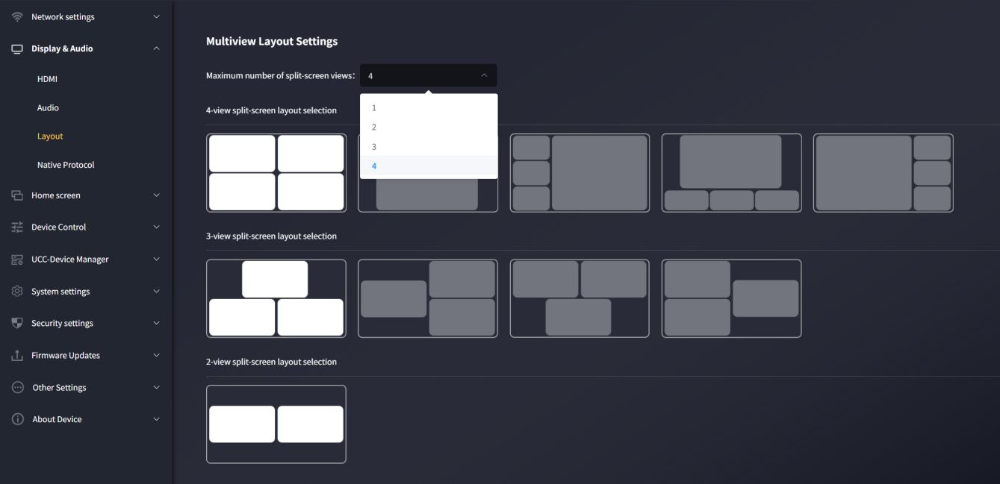 Network settings
Display & Audio
HDMI
Audio
Layout
Native Protocol
Home screen
Device Control
UCC-Device Manager
System settings
Security settings
Firmware Updates
Other Settings
About Device
Multiview Layout Settings
Maximum number of split-screen views: 4
1
2
3
4
4-view split-screen layout selection
3-view split-screen layout selection
2-view split-screen layout selection